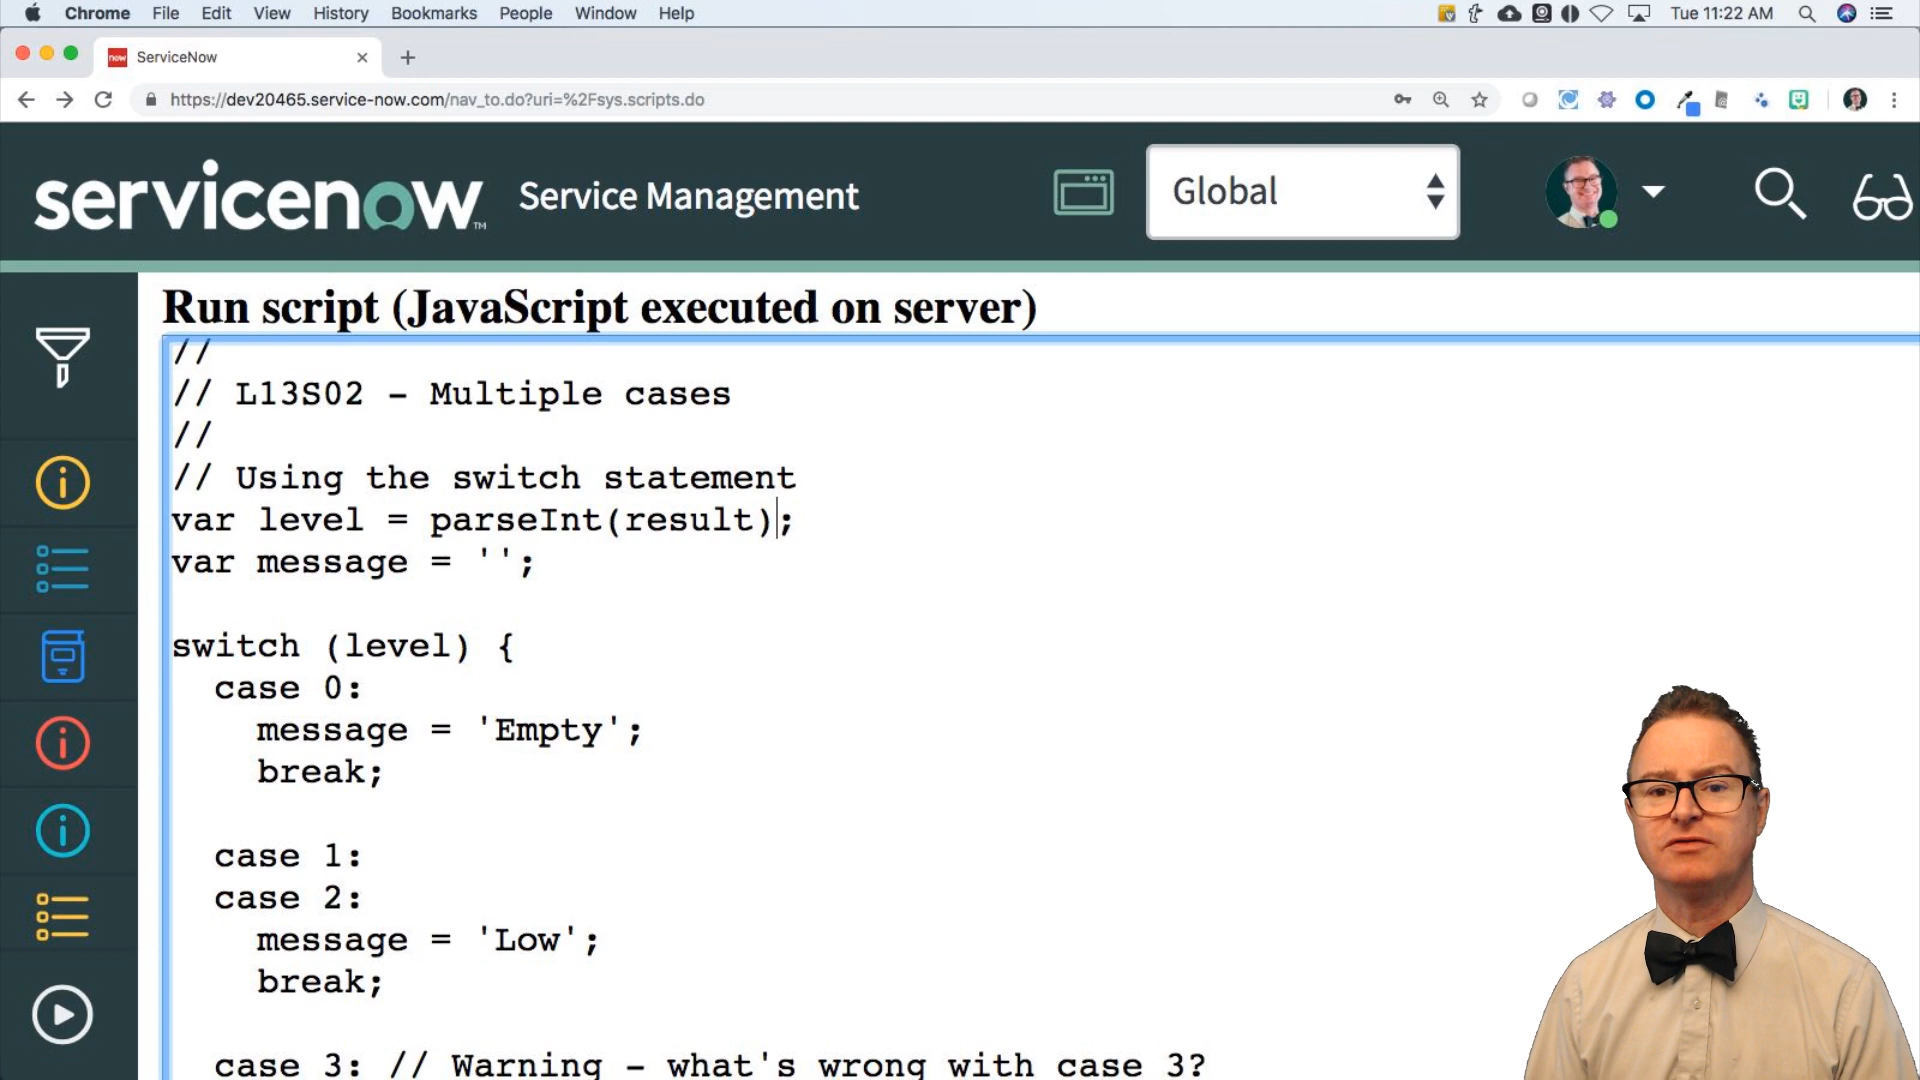 Chrome File Edit View History Bookmarks People Window Help Tue 11:22 AM
now ServiceNow
https://dev20465.service-now.com/nav_to.do?uri=%2Fsys.scripts.do
servicenow™ Service Management Global
Run script (JavaScript executed on server)
//
// L13S02 - Multiple cases
//
// Using the switch statement
var level = parseInt(result);
var message = '';
switch (level) {
case 0:
message = 'Empty';
break;
case 1:
case 2:
message = 'Low';
break;
case 3: // Warning - what's wrong with case 3?